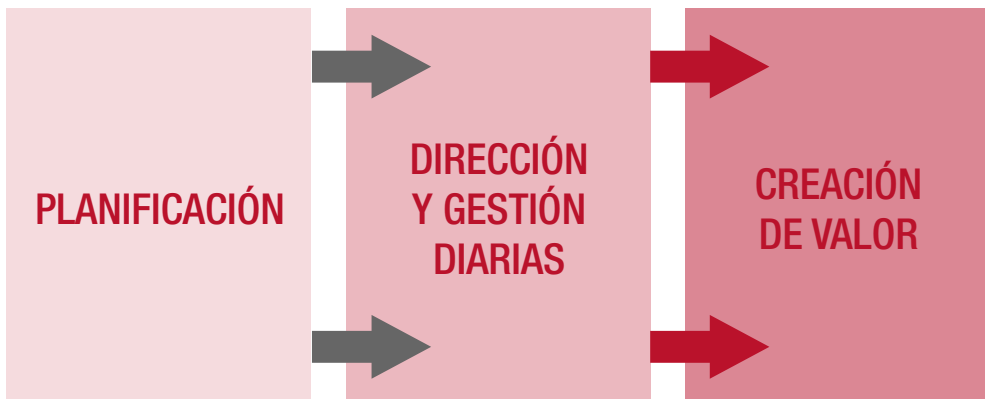 PLANIFICACIÓN
DIRECCIÓN
Y GESTIÓN
DIARIAS
CREACIÓN
DE VALOR